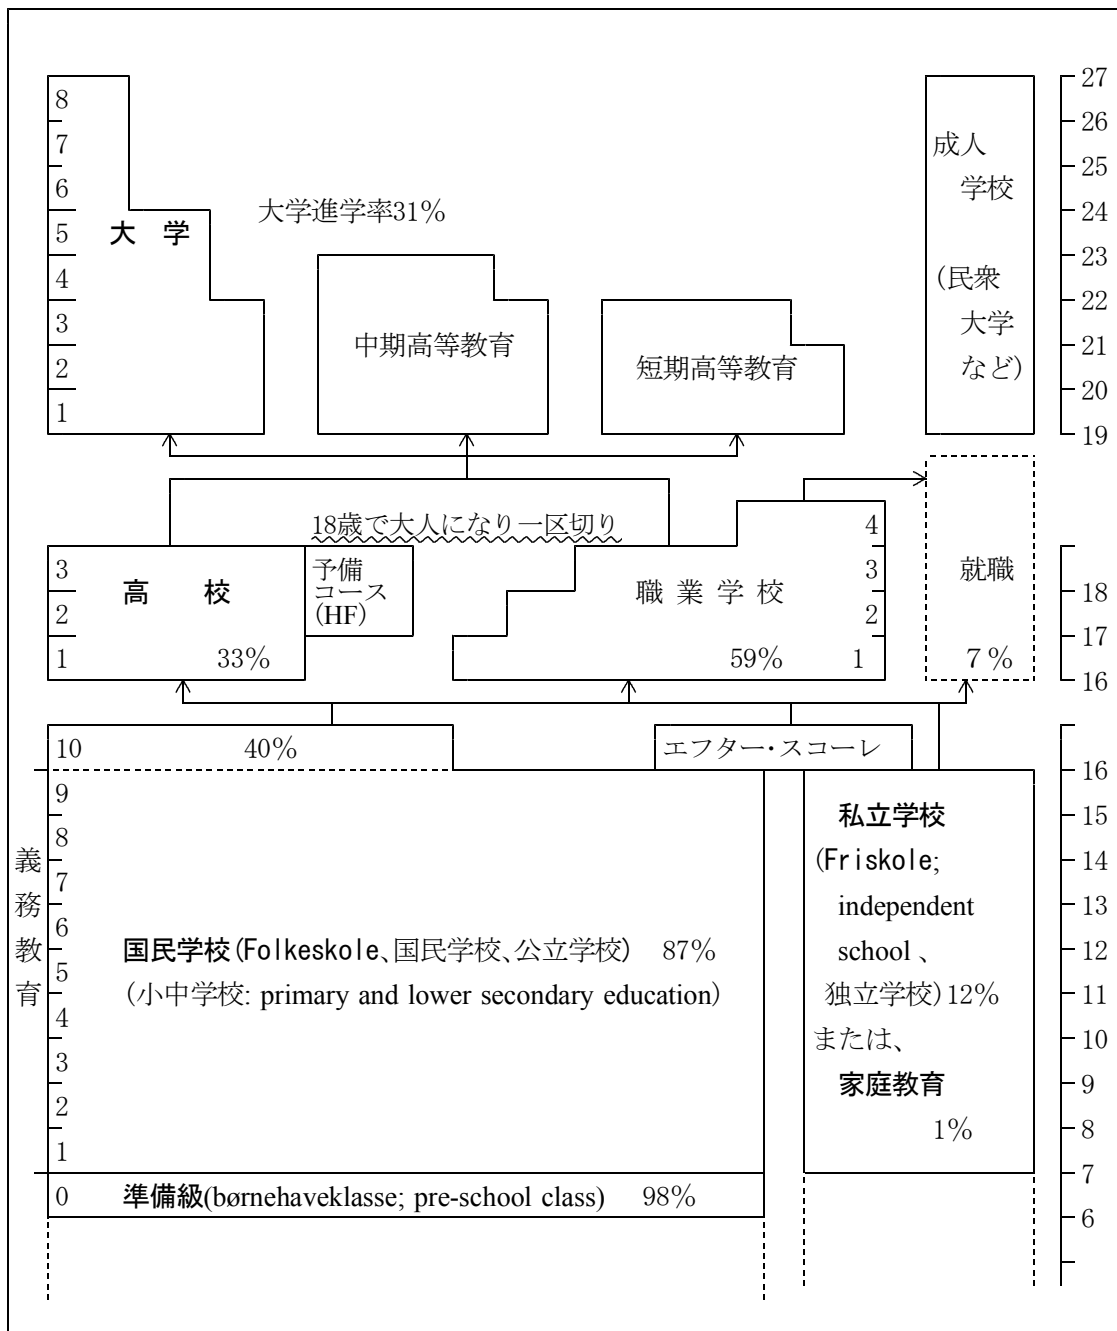 8
7
6
5
4
3
2
1
大　学
大学進学率31%
中期高等教育
短期高等教育
成人
学校
(民衆
大学
など)
27
26
25
24
23
22
21
20
19
18歳で大人になり一区切り
3
2
1
高　校
33%
予備
コース
(HF)
職 業 学 校
59%
4
3
2
1
就職
7%
18
17
16
10
40%
エフター・スコーレ
義務教育
9
8
7
6
5
4
3
2
1
国民学校(Folkeskole、国民学校、公立学校) 87%
(小中学校: primary and lower secondary education)
私立学校
(Friskole;
independent
school 、
独立学校)12%
または、
家庭教育
1%
16
15
14
13
12
11
10
9
8
7
6
0
準備級(børnehaveklasse; pre-school class) 98%